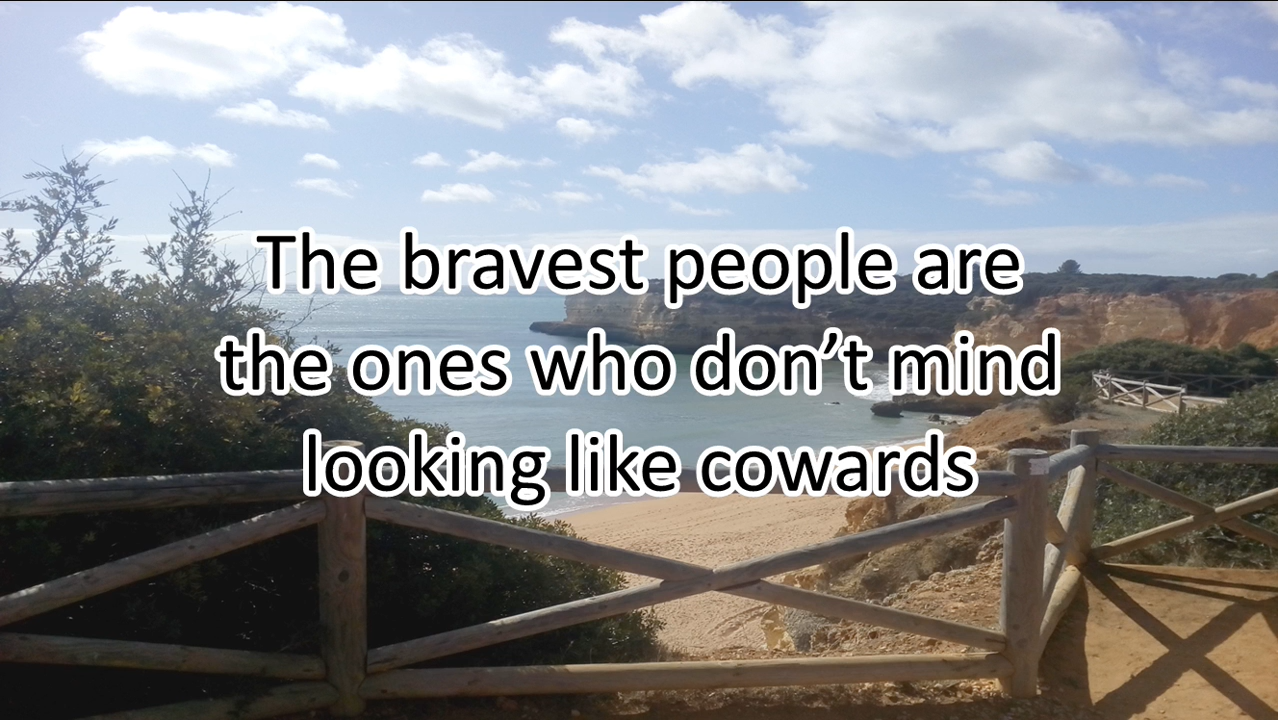 The bravest people are
the ones who don’t mind
looking like cowards